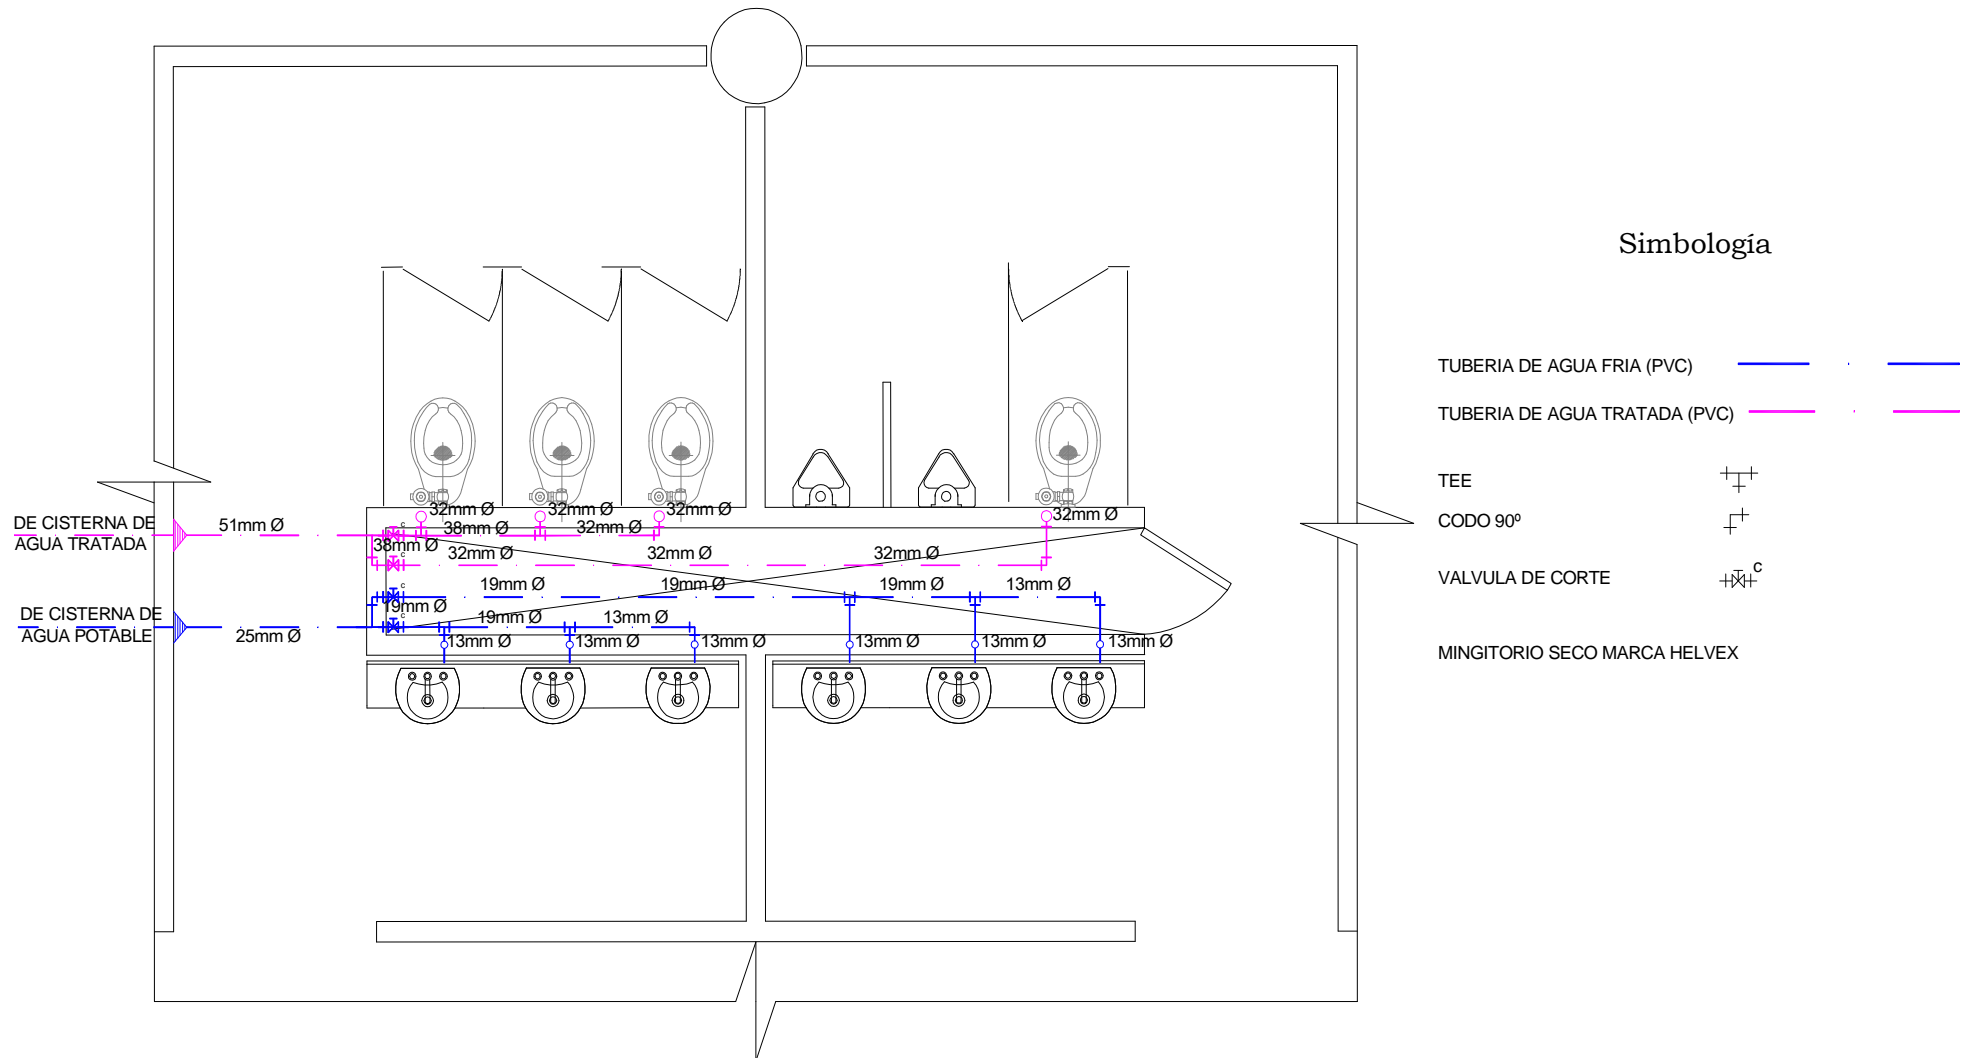 Simbología
TUBERIA DE AGUA FRIA (PVC)
TUBERIA DE AGUA TRATADA (PVC)
TEE
CODO 90º
VALVULA DE CORTE
C
MINGITORIO SECO MARCA HELVEX
DE CISTERNA DE
AGUA TRATADA
51mm Ø
32mm Ø
32mm Ø
32mm Ø
32mm Ø
c
38mm Ø
32mm Ø
38mm Ø
c
32mm Ø
32mm Ø
32mm Ø
c
19mm Ø
19mm Ø
19mm Ø
13mm Ø
DE CISTERNA DE
AGUA POTABLE
25mm Ø
19mm Ø
c
19mm Ø
13mm Ø
13mm Ø
13mm Ø
13mm Ø
13mm Ø
13mm Ø
13mm Ø